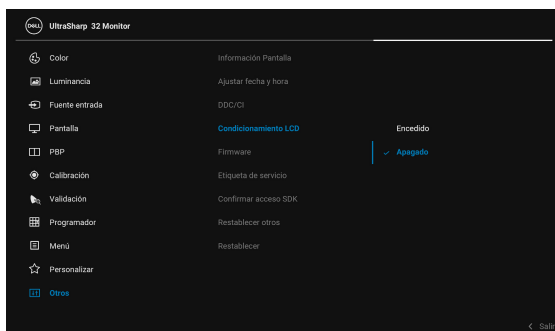 DELL UltraSharp 32 Monitor
Color
Información Pantalla
Luminancia
Ajustar fecha y hora
Fuente entrada
DDC/CI
Pantalla
Condicionamiento LCD
Encedido
PBP
Firmware
Apagado
Calibración
Etiqueta de servicio
Validación
Confirmar acceso SDK
Programador
Restablecer otros
Menú
Restablecer
Personalizar
Otros
Salir